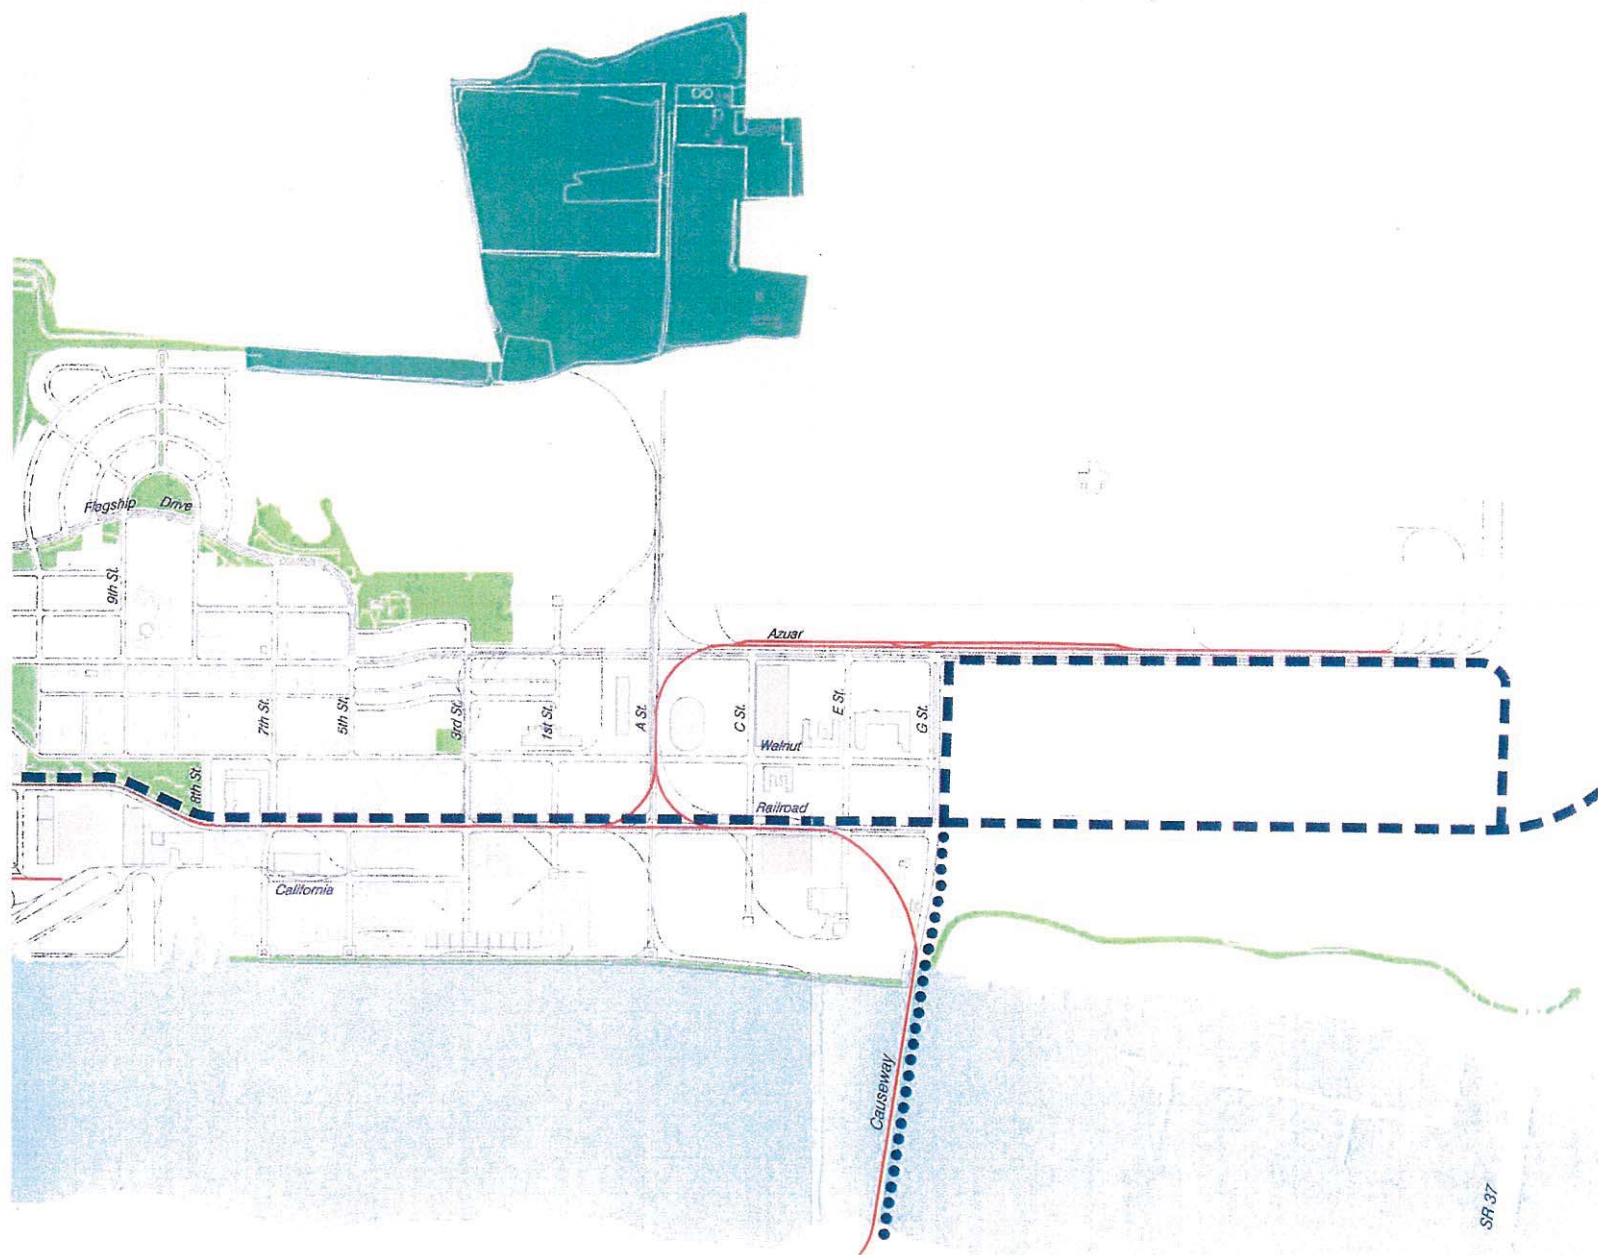 Flagship Drive
9th St.
Azuar
7th St.
5th St.
3rd St.
1st St.
A St.
C St.
E St.
G St.
Walnut
8th St.
Railroad
California
Causeway
SR 37